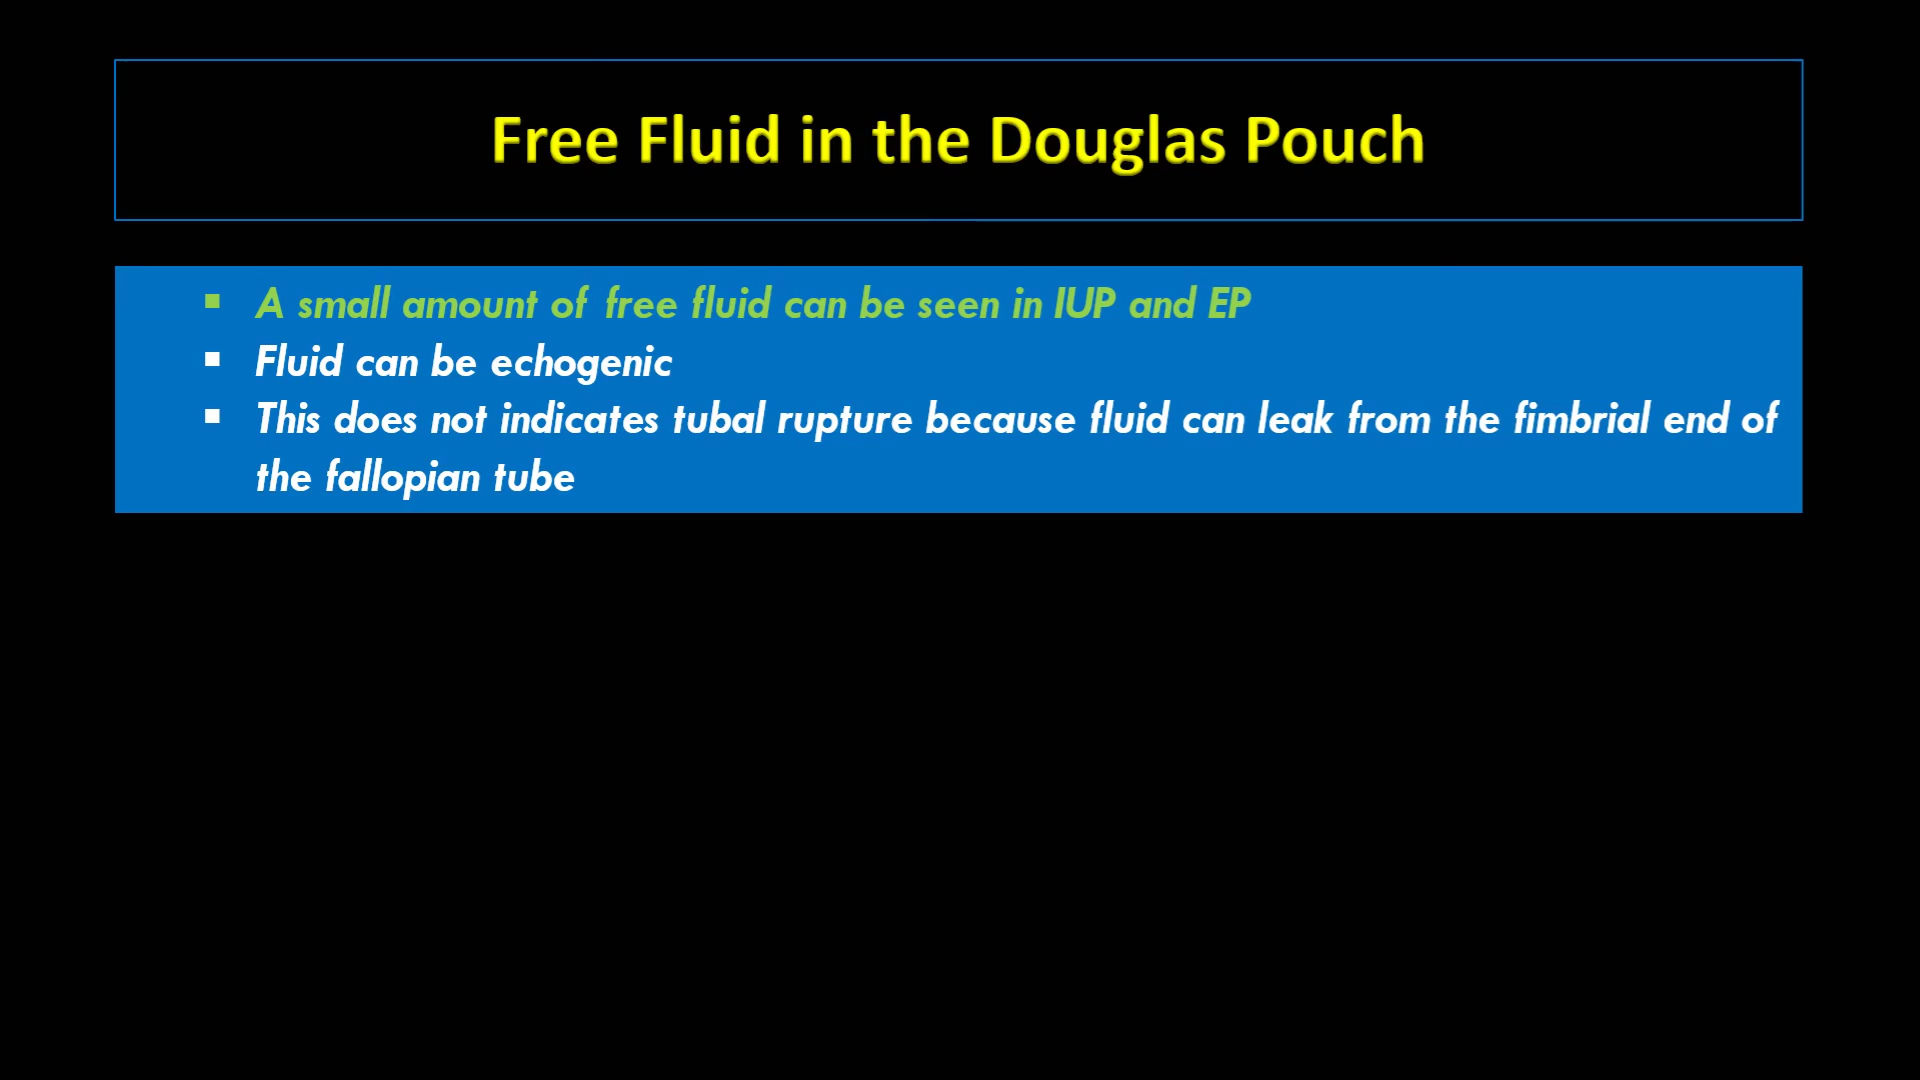 Free Fluid in the Douglas Pouch
▪ A small amount of free fluid can be seen in IUP and EP
▪ Fluid can be echogenic
▪ This does not indicates tubal rupture because fluid can leak from the fimbrial end of
the fallopian tube